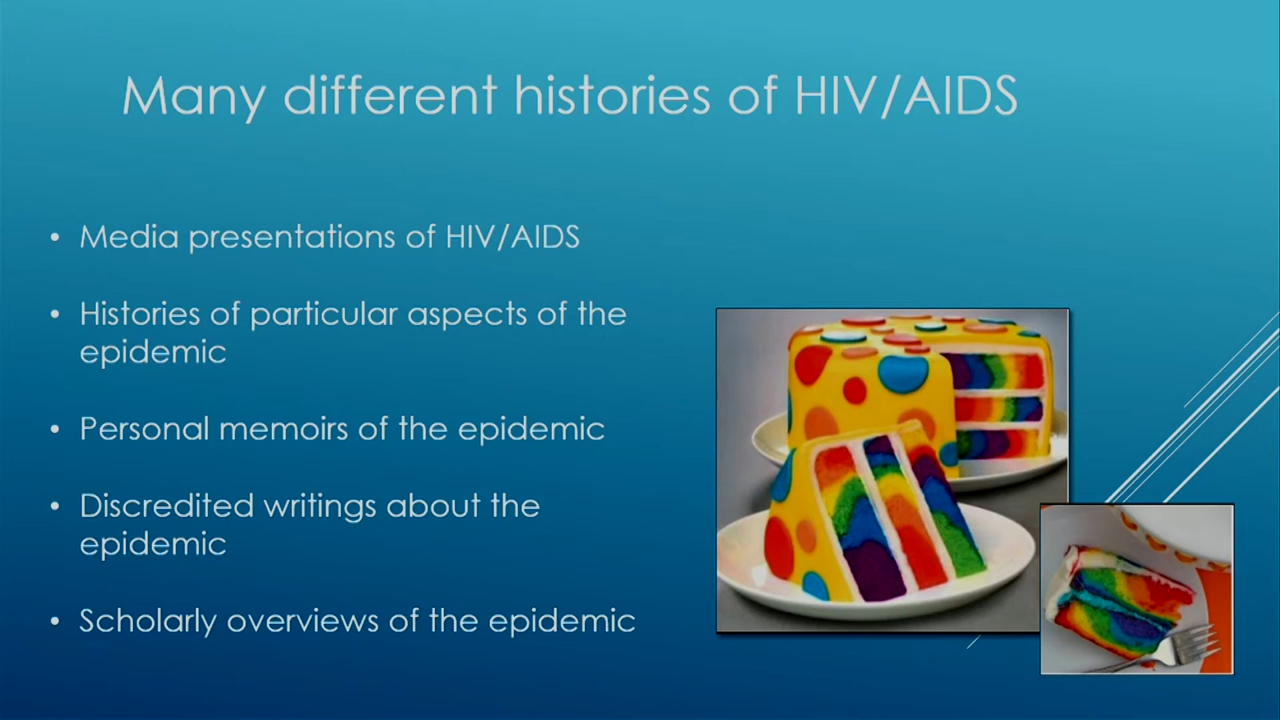 Many different histories of HIV/AIDS
• Media presentations of HIV/AIDS
• Histories of particular aspects of the
epidemic
• Personal memoirs of the epidemic
• Discredited writings about the
epidemic
• Scholarly overviews of the epidemic